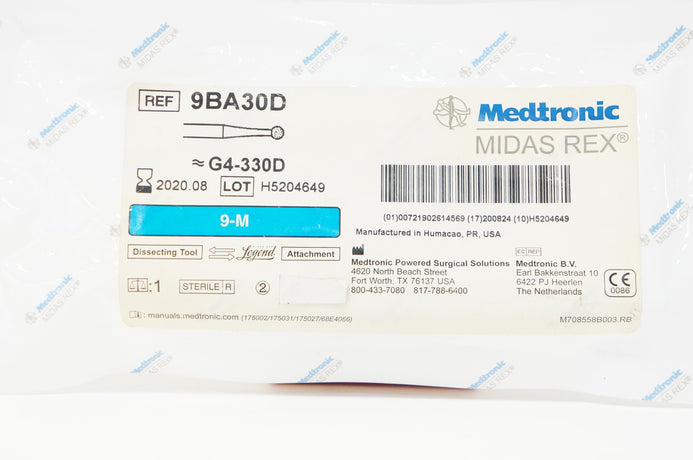 Medtronic
MIDAS REX®
REF 9BA30D
≈ G4-330D
2020.08 LOT H5204649
9-M
Dissecting Tool Legend Attachment
:1 STERILE R 2
: manuals.medtronic.com (175002/175031/175027/68E4066)
Medtronic
MIDAS REX®
(01)00721902614569 (17)200824 (10)H5204649
Manufactured in Humacao, PR, USA
Medtronic Powered Surgical Solutions
4620 North Beach Street
Fort Worth, TX 76137 USA
800-433-7080 817-788-6400
EC REP
Medtronic B.V.
Earl Bakkenstraat 10
6422 PJ Heerlen
The Netherlands
CE
0086
M708558B003.RB